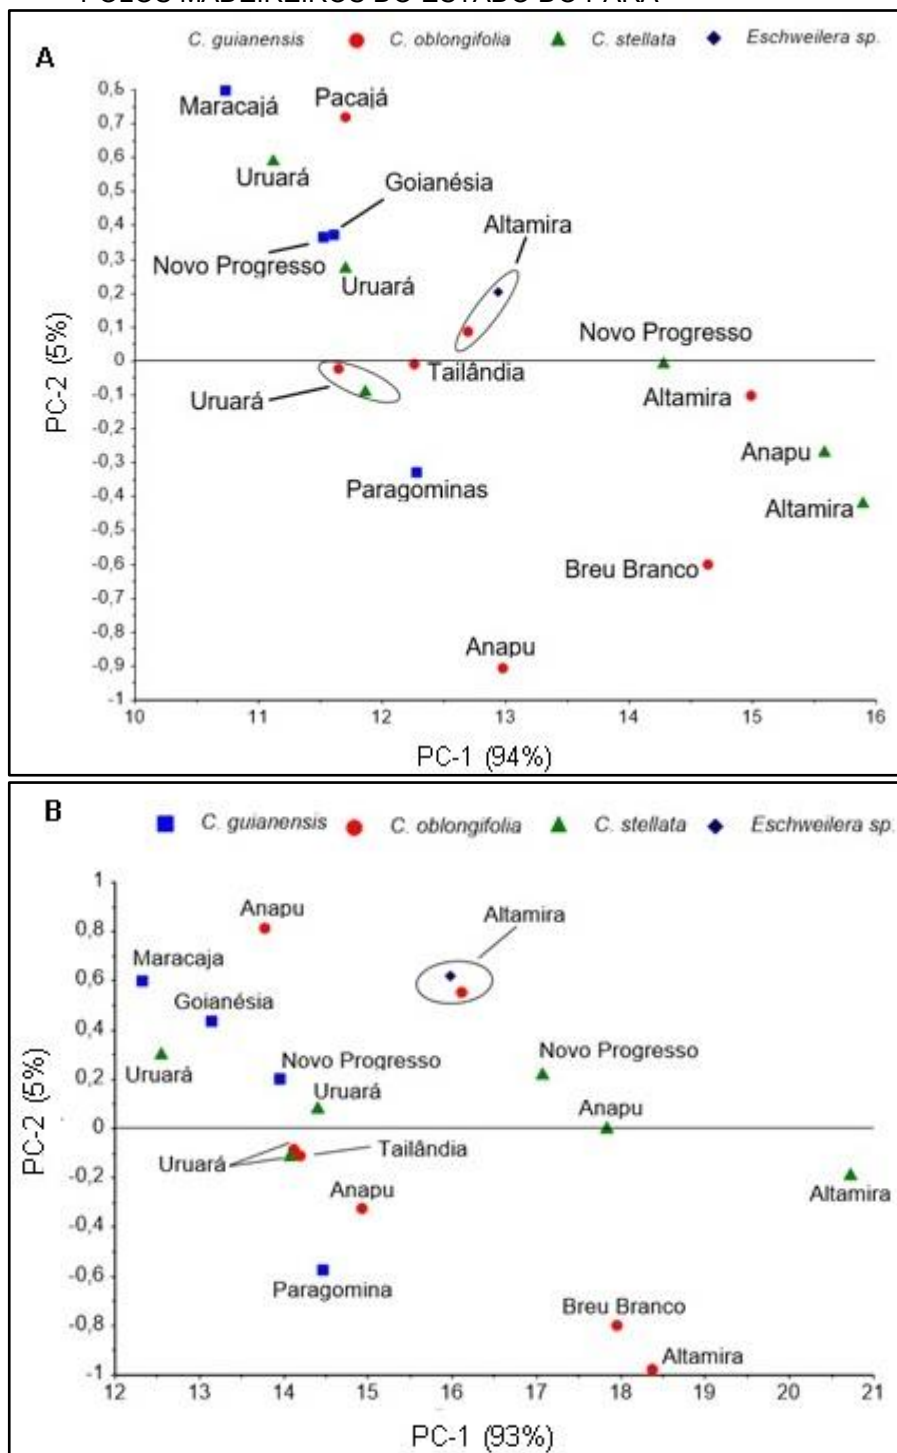 POLOS MADEIREIROS DO ESTADO DO PARÁ
A
C. guianensis C. oblongifolia C. stellata Eschweilera sp.
0,8
0,7
0,6
0,5
0,4
0,3
0,2
0,1
0
-0,1
-0,2
-0,3
-0,4
-0,5
-0,6
-0,7
-0,8
-0,9
-1
PC-2 (5%)
Maracajá
Pacajá
Uruará
Goianésia
Altamira
Novo Progresso
Uruará
Novo Progresso
Tailândia
Uruará
Altamira
Anapu
Paragominas
Altamira
Breu Branco
Anapu
10 11 12 13 14 15 16
PC-1 (94%)
B
C. guianensis C. oblongifolia C. stellata Eschweilera sp.
1
0,8
0,6
0,4
0,2
0
-0,2
-0,4
-0,6
-0,8
-1
PC-2 (5%)
Anapu
Altamira
Maracaja
Goianésia
Novo Progresso
Novo Progresso
Uruará
Uruará
Anapu
Uruará
Tailândia
Anapu
Altamira
Paragomina
Breu Branco
Altamira
12 13 14 15 16 17 18 19 20 21
PC-1 (93%)